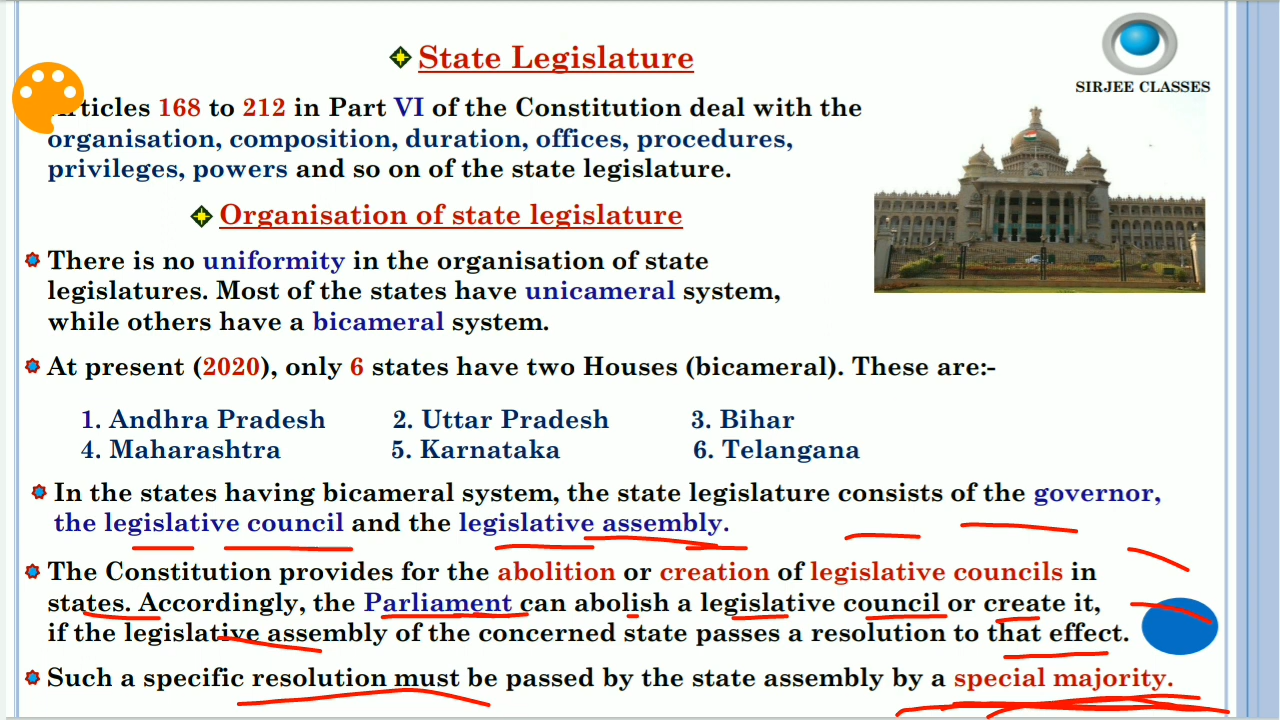 State Legislature
SIRJEE CLASSES
Articles 168 to 212 in Part VI of the Constitution deal with the
organisation, composition, duration, offices, procedures,
privileges, powers and so on of the state legislature.
Organisation of state legislature
There is no uniformity in the organisation of state
legislatures. Most of the states have unicameral system,
while others have a bicameral system.
At present (2020), only 6 states have two Houses (bicameral). These are:-
1. Andhra Pradesh 2. Uttar Pradesh 3. Bihar
4. Maharashtra 5. Karnataka 6. Telangana
In the states having bicameral system, the state legislature consists of the governor,
the legislative council and the legislative assembly.
The Constitution provides for the abolition or creation of legislative councils in
states. Accordingly, the Parliament can abolish a legislative council or create it,
if the legislative assembly of the concerned state passes a resolution to that effect.
Such a specific resolution must be passed by the state assembly by a special majority.